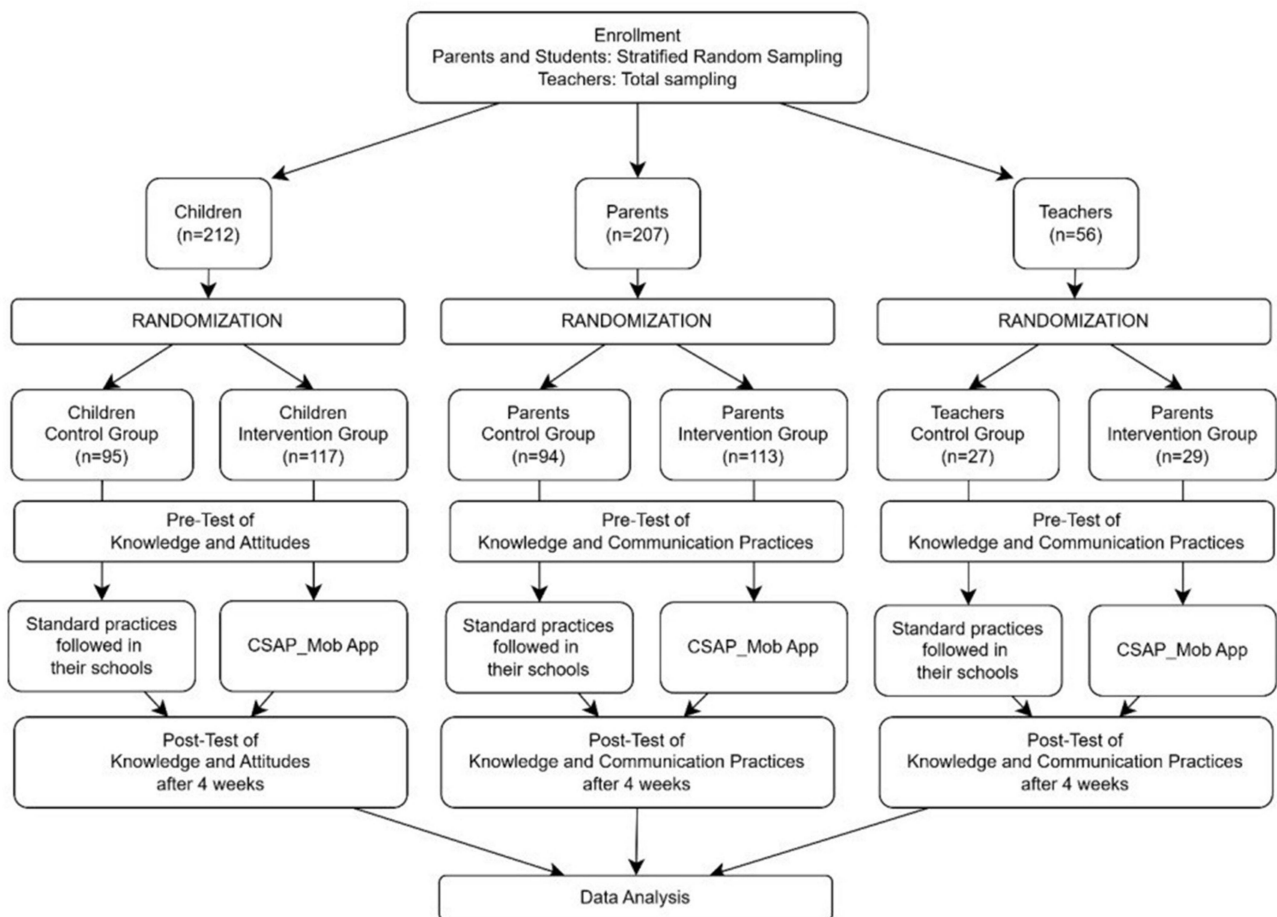 Enrollment
Parents and Students: Stratified Random Sampling
Teachers: Total sampling
Children
(n=212)
Parents
(n=207)
Teachers
(n=56)
RANDOMIZATION
RANDOMIZATION
RANDOMIZATION
Children
Control Group
(n=95)
Children
Intervention Group
(n=117)
Parents
Control Group
(n=94)
Parents
Intervention Group
(n=113)
Teachers
Control Group
(n=27)
Parents
Intervention Group
(n=29)
Pre-Test of
Knowledge and Attitudes
Pre-Test of
Knowledge and Communication Practices
Pre-Test of
Knowledge and Communication Practices
Standard practices
followed in
their schools
CSAP_Mob App
Standard practices
followed in
their schools
CSAP_Mob App
Standard practices
followed in
their schools
CSAP_Mob App
Post-Test of
Knowledge and Attitudes
after 4 weeks
Post-Test of
Knowledge and Communication Practices
after 4 weeks
Post-Test of
Knowledge and Communication Practices
after 4 weeks
Data Analysis